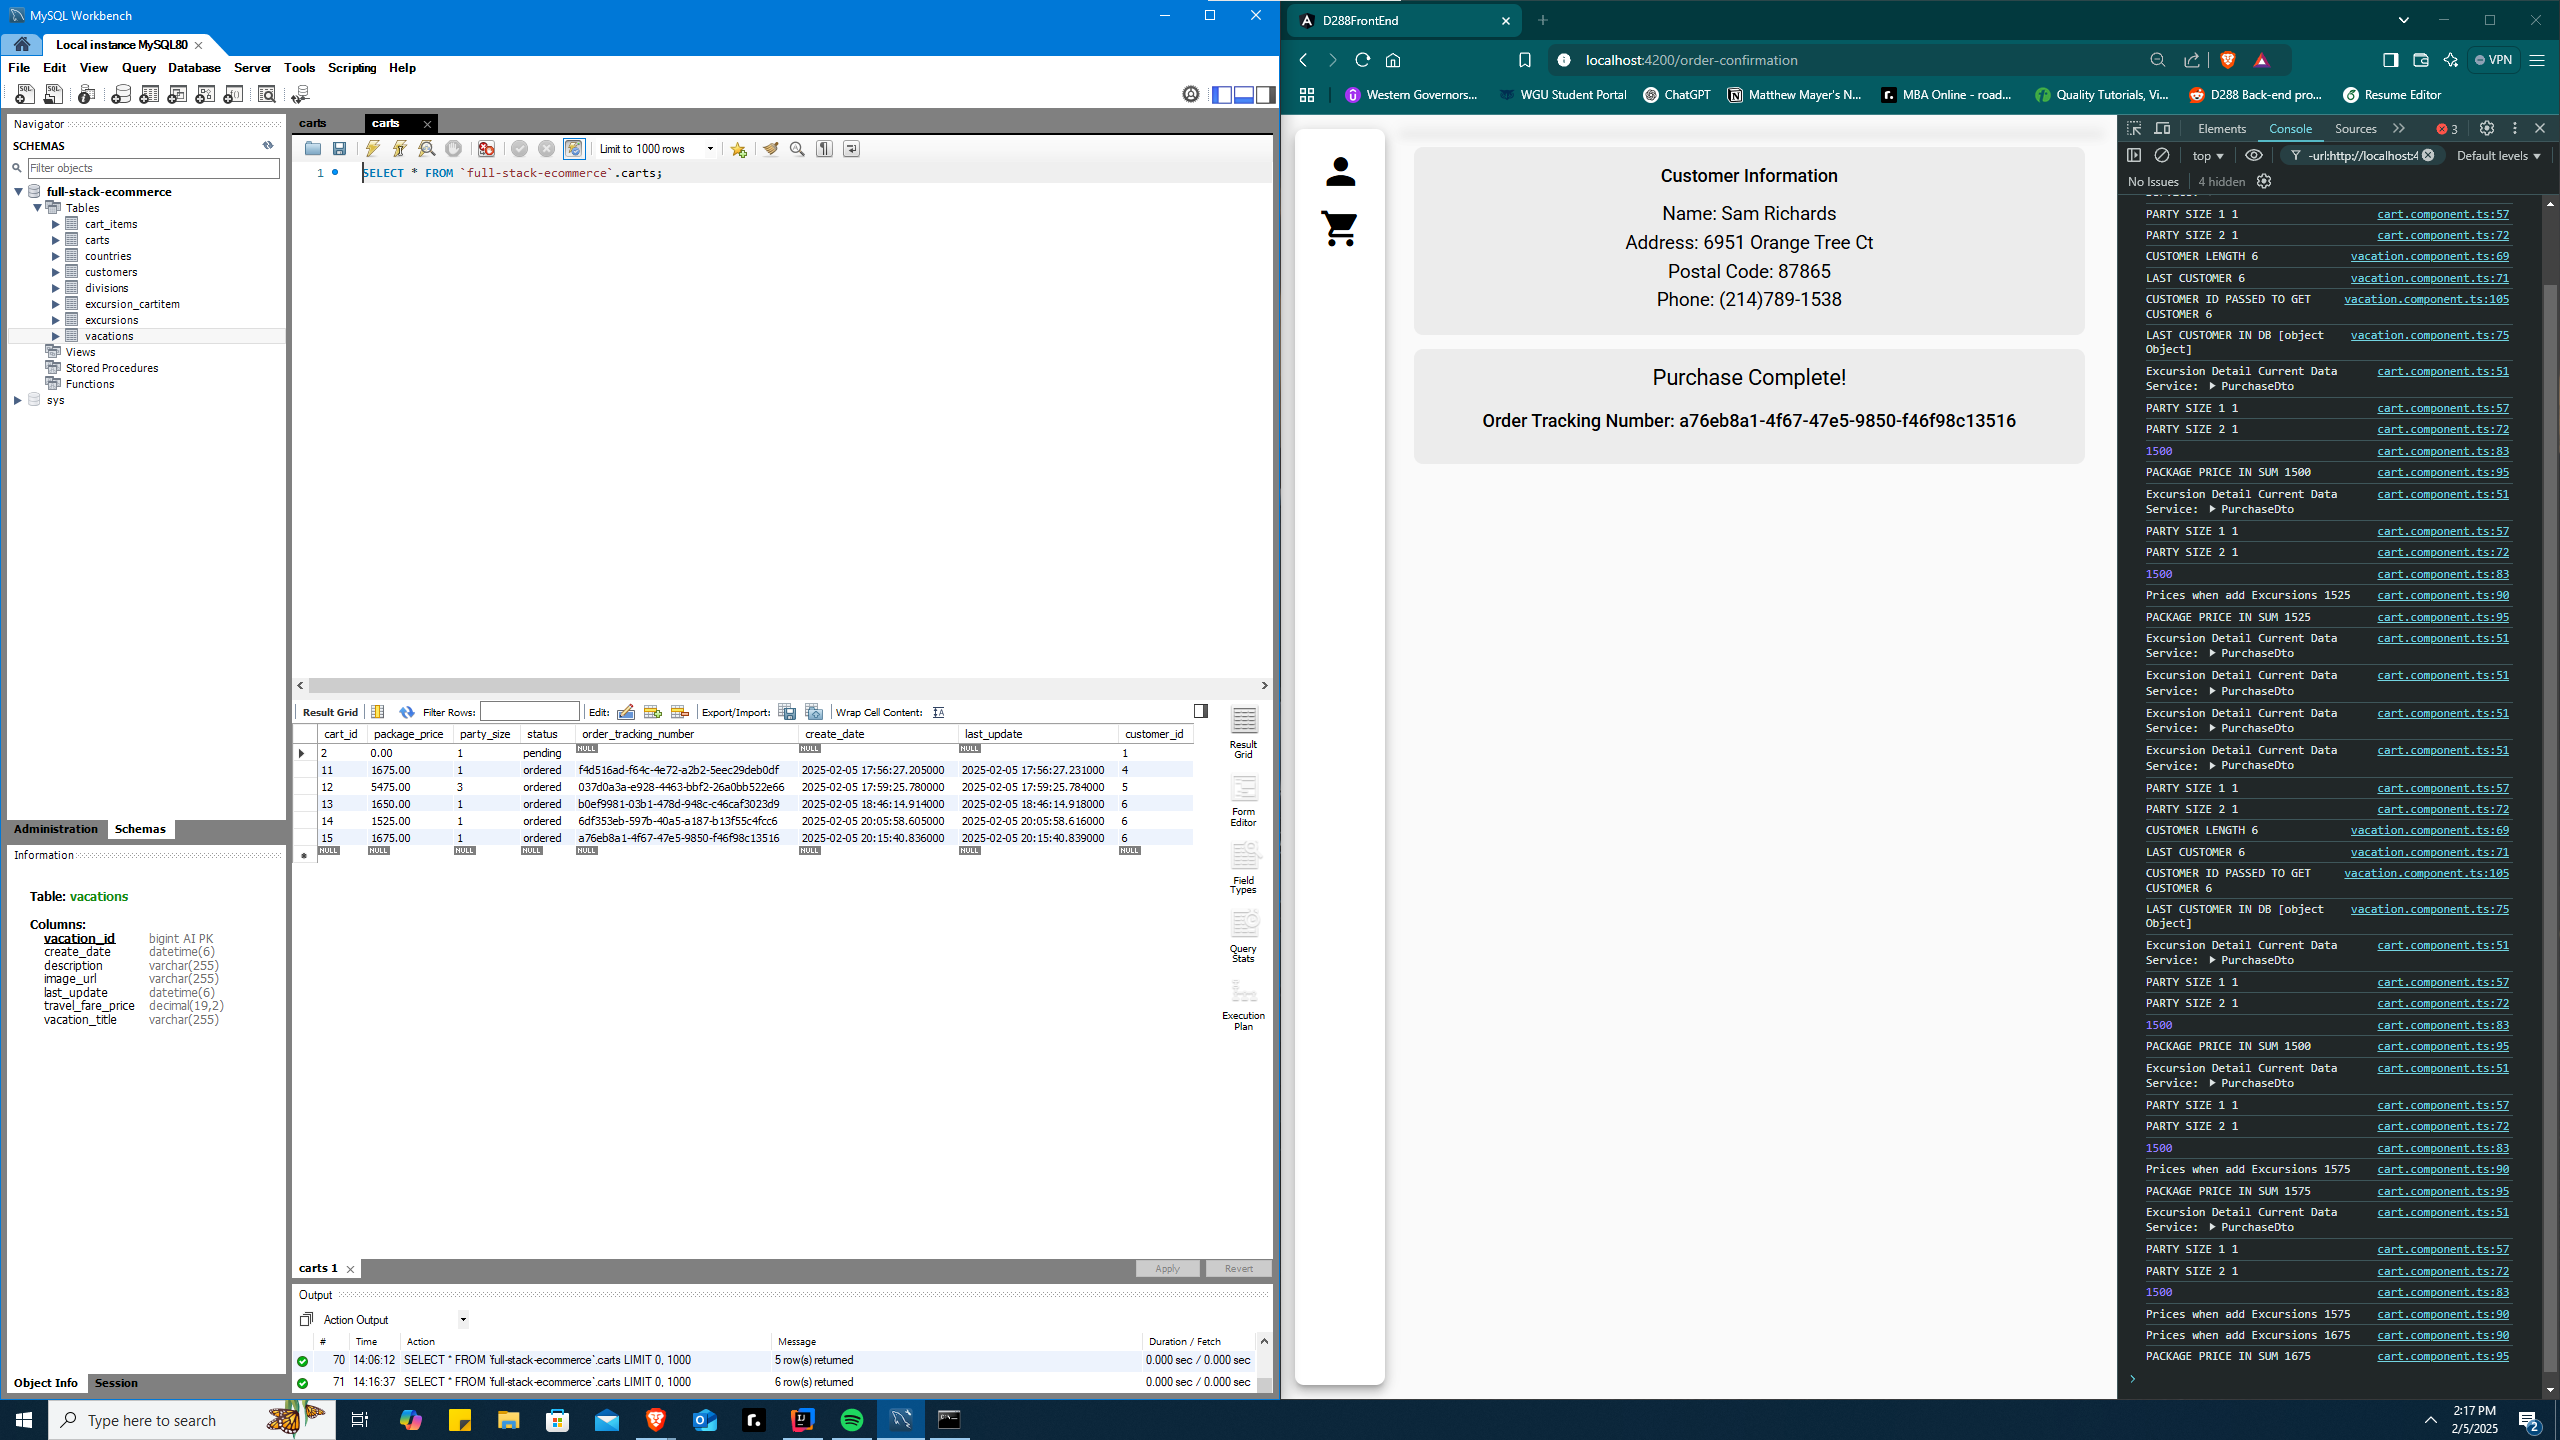 MySQL Workbench
Local instance MySQL80
File Edit View Query Database Server Tools Scripting Help
Navigator
SCHEMAS
Filter objects
full-stack-ecommerce
Tables
cart_items
carts
countries
customers
divisions
excursion_cartitem
excursions
vacations
Views
Stored Procedures
Functions
sys
Administration Schemas
Information
Table: vacations
Columns:
vacation_id bigint AI PK
create_date datetime(6)
description varchar(255)
image_url varchar(255)
last_update datetime(6)
travel_fare_price decimal(19,2)
vacation_title varchar(255)
Object Info Session
carts carts
Limit to 1000 rows
1 SELECT * FROM `full-stack-ecommerce`.carts;
Result Grid Filter Rows: Edit: Export/Import: Wrap Cell Content:
cart_id package_price party_size status order_tracking_number create_date last_update customer_id
2 0.00 1 pending NULL NULL NULL 1
11 1675.00 1 ordered f4d516ad-f64c-4e72-a2b2-5eec29deb0df 2025-02-05 17:56:27.205000 2025-02-05 17:56:27.231000 4
12 5475.00 3 ordered 037d0a3a-e928-4463-bbf2-26a0bb522e66 2025-02-05 17:59:25.780000 2025-02-05 17:59:25.784000 5
13 1650.00 1 ordered b0ef9981-03b1-478d-948c-c46caf3023d9 2025-02-05 18:46:14.914000 2025-02-05 18:46:14.918000 6
14 1525.00 1 ordered 6df353eb-597b-40a5-a187-b13f55c4fcc6 2025-02-05 20:05:58.605000 2025-02-05 20:05:58.616000 6
15 1675.00 1 ordered a76eb8a1-4f67-47e5-9850-f46f98c13516 2025-02-05 20:15:40.836000 2025-02-05 20:15:40.839000 6
NULL NULL NULL NULL NULL NULL NULL NULL
Result
Grid
Form
Editor
Field
Types
Query
Stats
Execution
Plan
carts 1 Apply Revert
Output
Action Output
# Time Action Message Duration / Fetch
70 14:06:12 SELECT * FROM `full-stack-ecommerce`.carts LIMIT 0, 1000 5 row(s) returned 0.000 sec / 0.000 sec
71 14:16:37 SELECT * FROM `full-stack-ecommerce`.carts LIMIT 0, 1000 6 row(s) returned 0.000 sec / 0.000 sec
D288FrontEnd
localhost:4200/order-confirmation
VPN
Western Governors... WGU Student Portal ChatGPT Matthew Mayer's N... MBA Online - road... Quality Tutorials, Vi... D288 Back-end pro... Resume Editor
Customer Information
Name: Sam Richards
Address: 6951 Orange Tree Ct
Postal Code: 87865
Phone: (214)789-1538
Purchase Complete!
Order Tracking Number: a76eb8a1-4f67-47e5-9850-f46f98c13516
Elements Console Sources 3
top -url:http://localhost:4 Default levels
No Issues 4 hidden
PARTY SIZE 1 1 cart.component.ts:57
PARTY SIZE 2 1 cart.component.ts:72
CUSTOMER LENGTH 6 vacation.component.ts:69
LAST CUSTOMER 6 vacation.component.ts:71
CUSTOMER ID PASSED TO GET vacation.component.ts:105
CUSTOMER 6
LAST CUSTOMER IN DB [object vacation.component.ts:75
Object]
Excursion Detail Current Data cart.component.ts:51
Service: PurchaseDto
PARTY SIZE 1 1 cart.component.ts:57
PARTY SIZE 2 1 cart.component.ts:72
1500 cart.component.ts:83
PACKAGE PRICE IN SUM 1500 cart.component.ts:95
Excursion Detail Current Data cart.component.ts:51
Service: PurchaseDto
PARTY SIZE 1 1 cart.component.ts:57
PARTY SIZE 2 1 cart.component.ts:72
1500 cart.component.ts:83
Prices when add Excursions 1525 cart.component.ts:90
PACKAGE PRICE IN SUM 1525 cart.component.ts:95
Excursion Detail Current Data cart.component.ts:51
Service: PurchaseDto
Excursion Detail Current Data cart.component.ts:51
Service: PurchaseDto
Excursion Detail Current Data cart.component.ts:51
Service: PurchaseDto
Excursion Detail Current Data cart.component.ts:51
Service: PurchaseDto
PARTY SIZE 1 1 cart.component.ts:57
PARTY SIZE 2 1 cart.component.ts:72
CUSTOMER LENGTH 6 vacation.component.ts:69
LAST CUSTOMER 6 vacation.component.ts:71
CUSTOMER ID PASSED TO GET vacation.component.ts:105
CUSTOMER 6
LAST CUSTOMER IN DB [object vacation.component.ts:75
Object]
Excursion Detail Current Data cart.component.ts:51
Service: PurchaseDto
PARTY SIZE 1 1 cart.component.ts:57
PARTY SIZE 2 1 cart.component.ts:72
1500 cart.component.ts:83
PACKAGE PRICE IN SUM 1500 cart.component.ts:95
Excursion Detail Current Data cart.component.ts:51
Service: PurchaseDto
PARTY SIZE 1 1 cart.component.ts:57
PARTY SIZE 2 1 cart.component.ts:72
1500 cart.component.ts:83
Prices when add Excursions 1575 cart.component.ts:90
PACKAGE PRICE IN SUM 1575 cart.component.ts:95
Excursion Detail Current Data cart.component.ts:51
Service: PurchaseDto
PARTY SIZE 1 1 cart.component.ts:57
PARTY SIZE 2 1 cart.component.ts:72
1500 cart.component.ts:83
Prices when add Excursions 1575 cart.component.ts:90
Prices when add Excursions 1675 cart.component.ts:90
PACKAGE PRICE IN SUM 1675 cart.component.ts:95
Type here to search
2:17 PM
2/5/2025
2